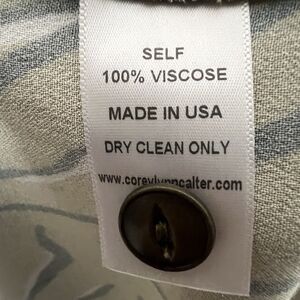 SELF
100% VISCOSE
MADE IN USA
DRY CLEAN ONLY
www.coreylynncalter.com